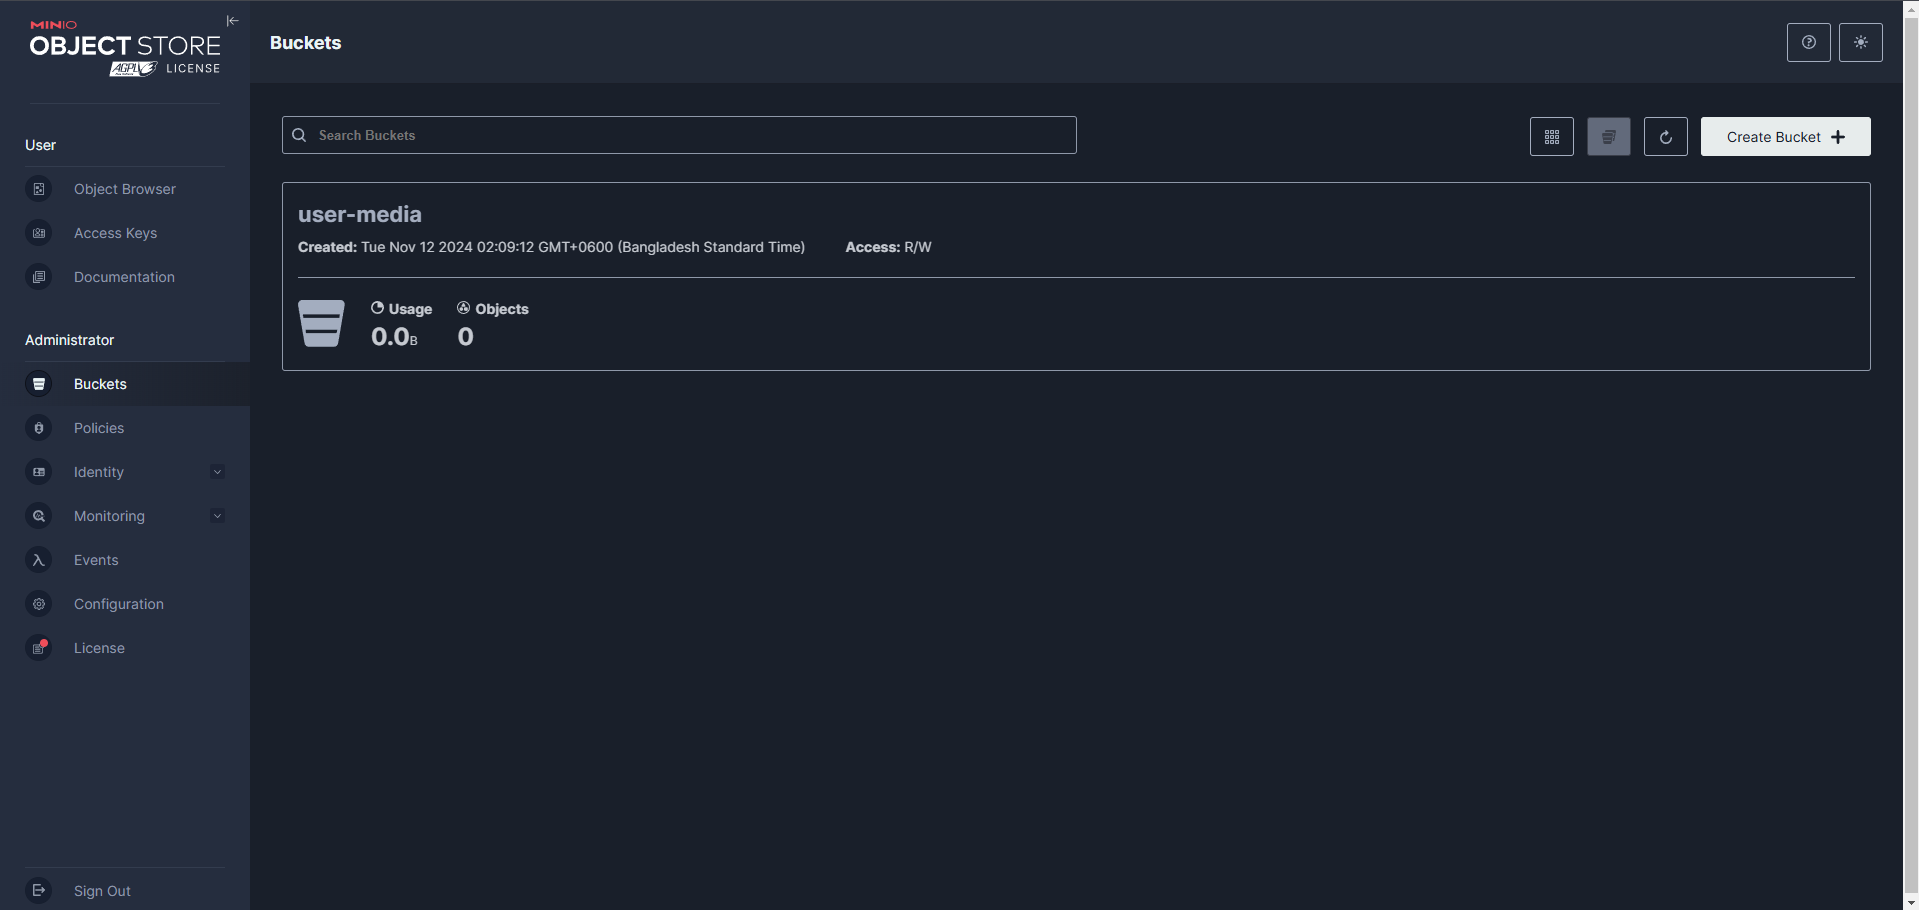 MINIO
OBJECT STORE
AGPL LICENSE
User
Object Browser
Access Keys
Documentation
Administrator
Buckets
Policies
Identity
Monitoring
Events
Configuration
License
Sign Out
Buckets
Search Buckets
Create Bucket
user-media
Created: Tue Nov 12 2024 02:09:12 GMT+0600 (Bangladesh Standard Time) Access: R/W
Usage Objects
0.0B 0